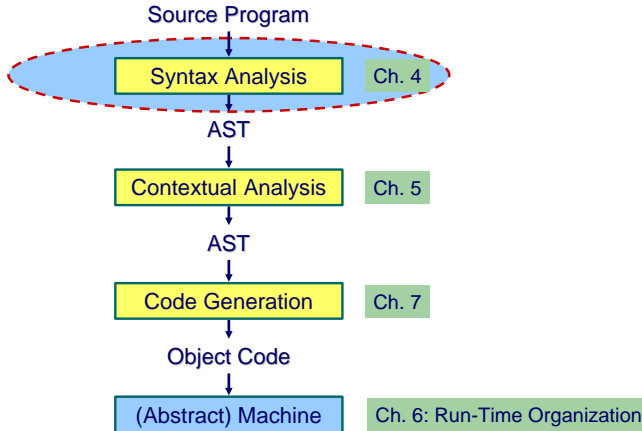 Source Program
Syntax Analysis
Ch. 4
AST
Contextual Analysis
Ch. 5
AST
Code Generation
Ch. 7
Object Code
(Abstract) Machine
Ch. 6: Run-Time Organization